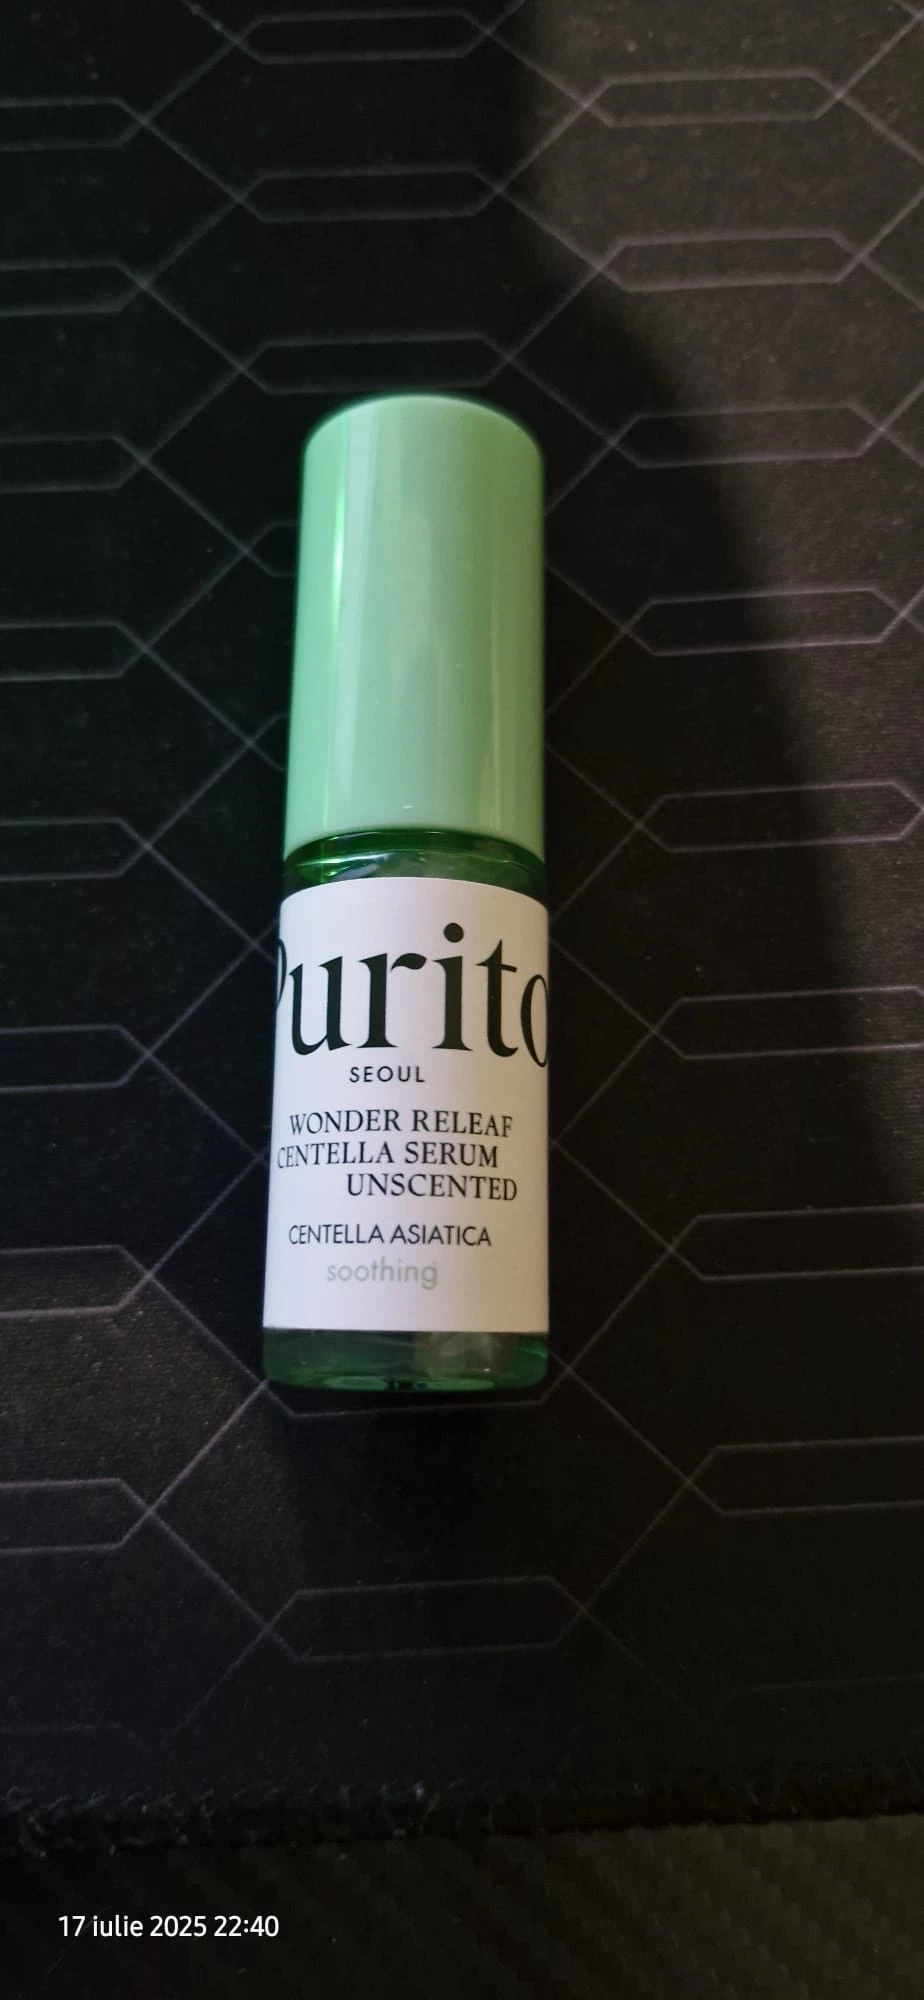 Purito
SEOUL
WONDER RELEAF
CENTELLA SERUM
UNSCENTED
CENTELLA ASIATICA
soothing
17 iulie 2025 22:40